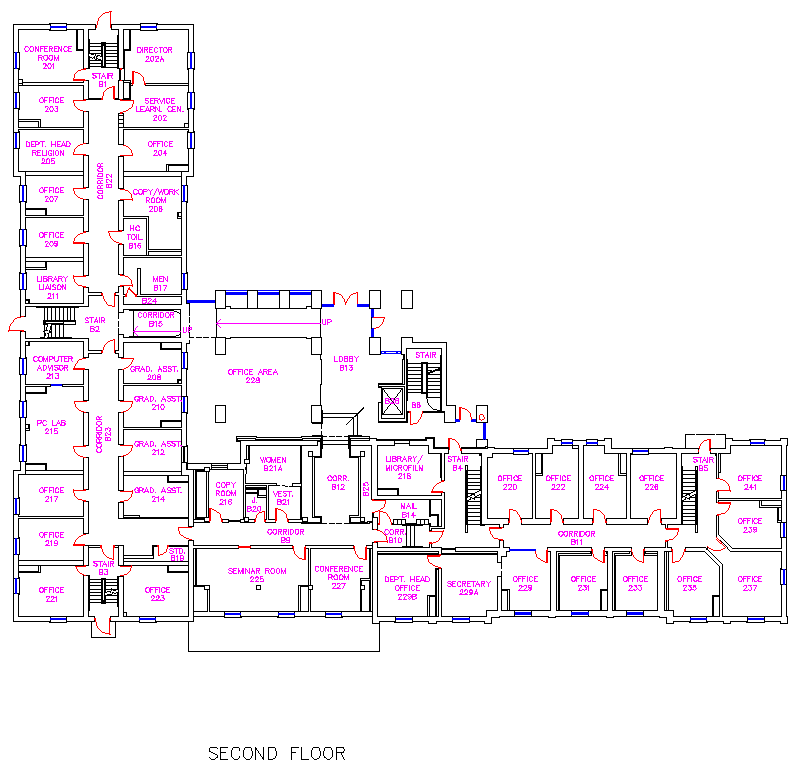 CONFERENCE
ROOM
201
DIRECTOR
202A
STAIR
B1
OFFICE
203
SERVICE
LEARN. CEN.
202
DEPT. HEAD
RELIGION
205
OFFICE
204
CORRIDOR
B22
OFFICE
207
COPY/WORK
ROOM
206
OFFICE
209
HC
TOIL.
B16
LIBRARY
LIAISON
211
MEN
B17
B24
STAIR
B2
CORRIDOR
B15
UP
UP
COMPUTER
ADVISOR
213
GRAD. ASST.
208
OFFICE AREA
228
LOBBY
B13
STAIR
B6
GRAD. ASST.
210
PC LAB
215
CORRIDOR
B23
GRAD. ASST.
212
OFFICE
217
GRAD. ASST.
214
COPY
ROOM
216
WOMEN
B21A
J.
B20
VEST.
B21
CORR.
B12
B25
LIBRARY/
MICROFILM
218
STAIR
B4
MAIL
B14
OFFICE
220
OFFICE
222
OFFICE
224
OFFICE
226
STAIR
B5
OFFICE
241
OFFICE
219
OFFICE
239
CORRIDOR
B9
CORR.
B10
CORRIDOR
B11
STD.
B19
STAIR
B3
OFFICE
221
OFFICE
223
SEMINAR ROOM
225
CONFERENCE
ROOM
227
DEPT. HEAD
OFFICE
229B
SECRETARY
229A
OFFICE
229
OFFICE
231
OFFICE
233
OFFICE
235
OFFICE
237
SECOND FLOOR